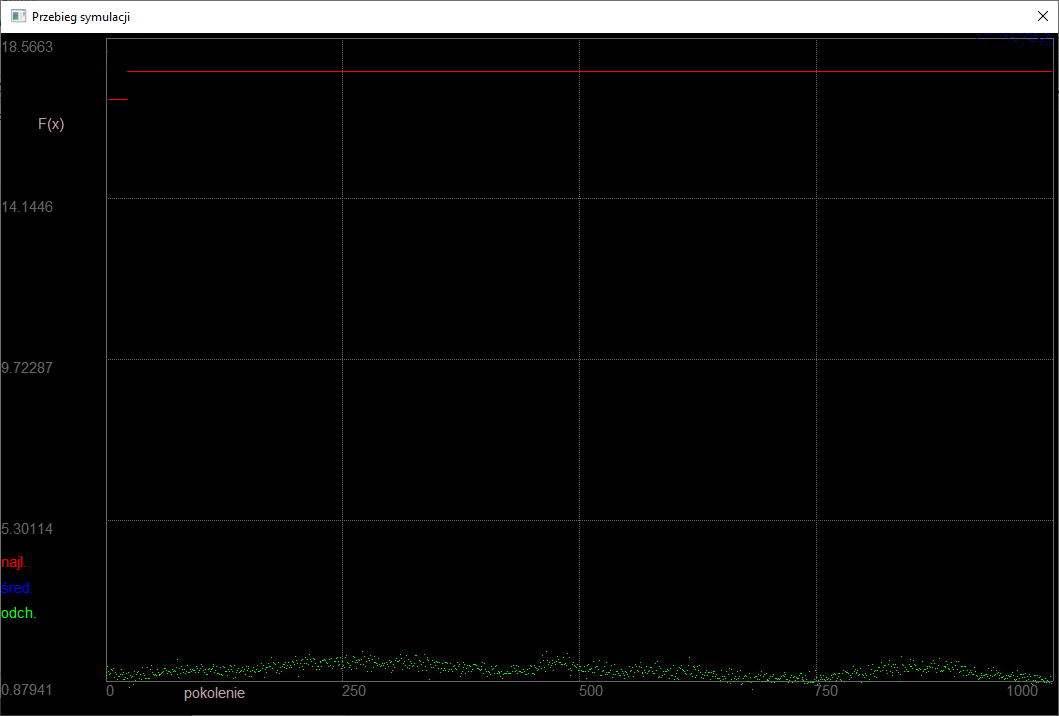 Przebieg symulacji
18.5663
F(x)
14.1446
9.72287
5.30114
najl.
śred.
odch.
0.87941
0 pokolenie 250 500 750 1000